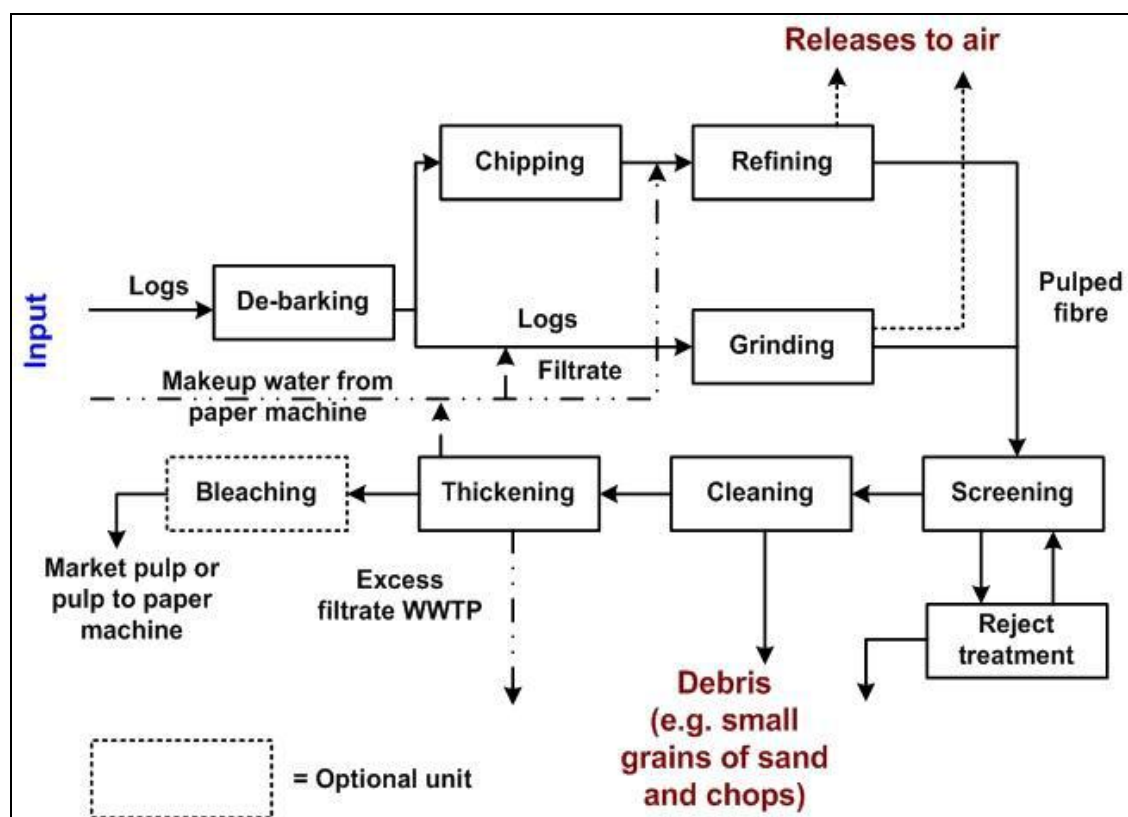 Releases to air
Chipping
Refining
Input
Logs
De-barking
Logs
Grinding
Pulped
fibre
Makeup water from
paper machine
Filtrate
Bleaching
Thickening
Cleaning
Screening
Market pulp or
pulp to paper
machine
Excess
filtrate WWTP
Reject
treatment
Debris
(e.g. small
grains of sand
and chops)
= Optional unit